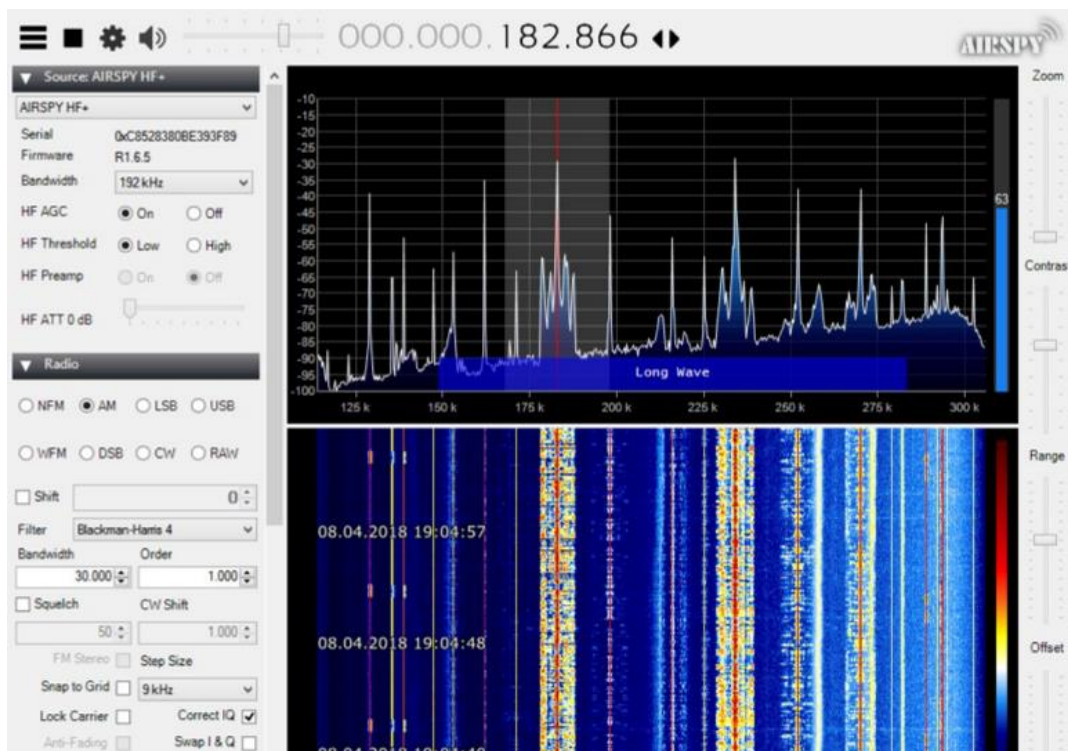 000.000.182.866
AIRSPY
Source: AIRSPY HF+
AIRSPY HF+
Serial 0xC8528380BE393F89
Firmware R1.6.5
Bandwidth 192 kHz
HF AGC On Off
HF Threshold Low High
HF Preamp On Off
HF ATT 0 dB
Radio
NFM AM LSB USB
WFM DSB CW RAW
Shift 0
Filter Blackman-Harris 4
Bandwidth Order
30.000 1.000
Squelch CW Shift
50 1.000
FM Stereo Step Size
Snap to Grid 9 kHz
Lock Carrier Correct IQ
Anti-Fading Swap I & Q
-10
-15
-20
-25
-30
-35
-40
-45
-50
-55
-60
-65
-70
-75
-80
-85
-90
-95
-100
Long Wave
125 k 150 k 175 k 200 k 225 k 250 k 275 k 300 k
63
08.04.2018 19:04:57
08.04.2018 19:04:48
Zoom
Contras
Range
Offset